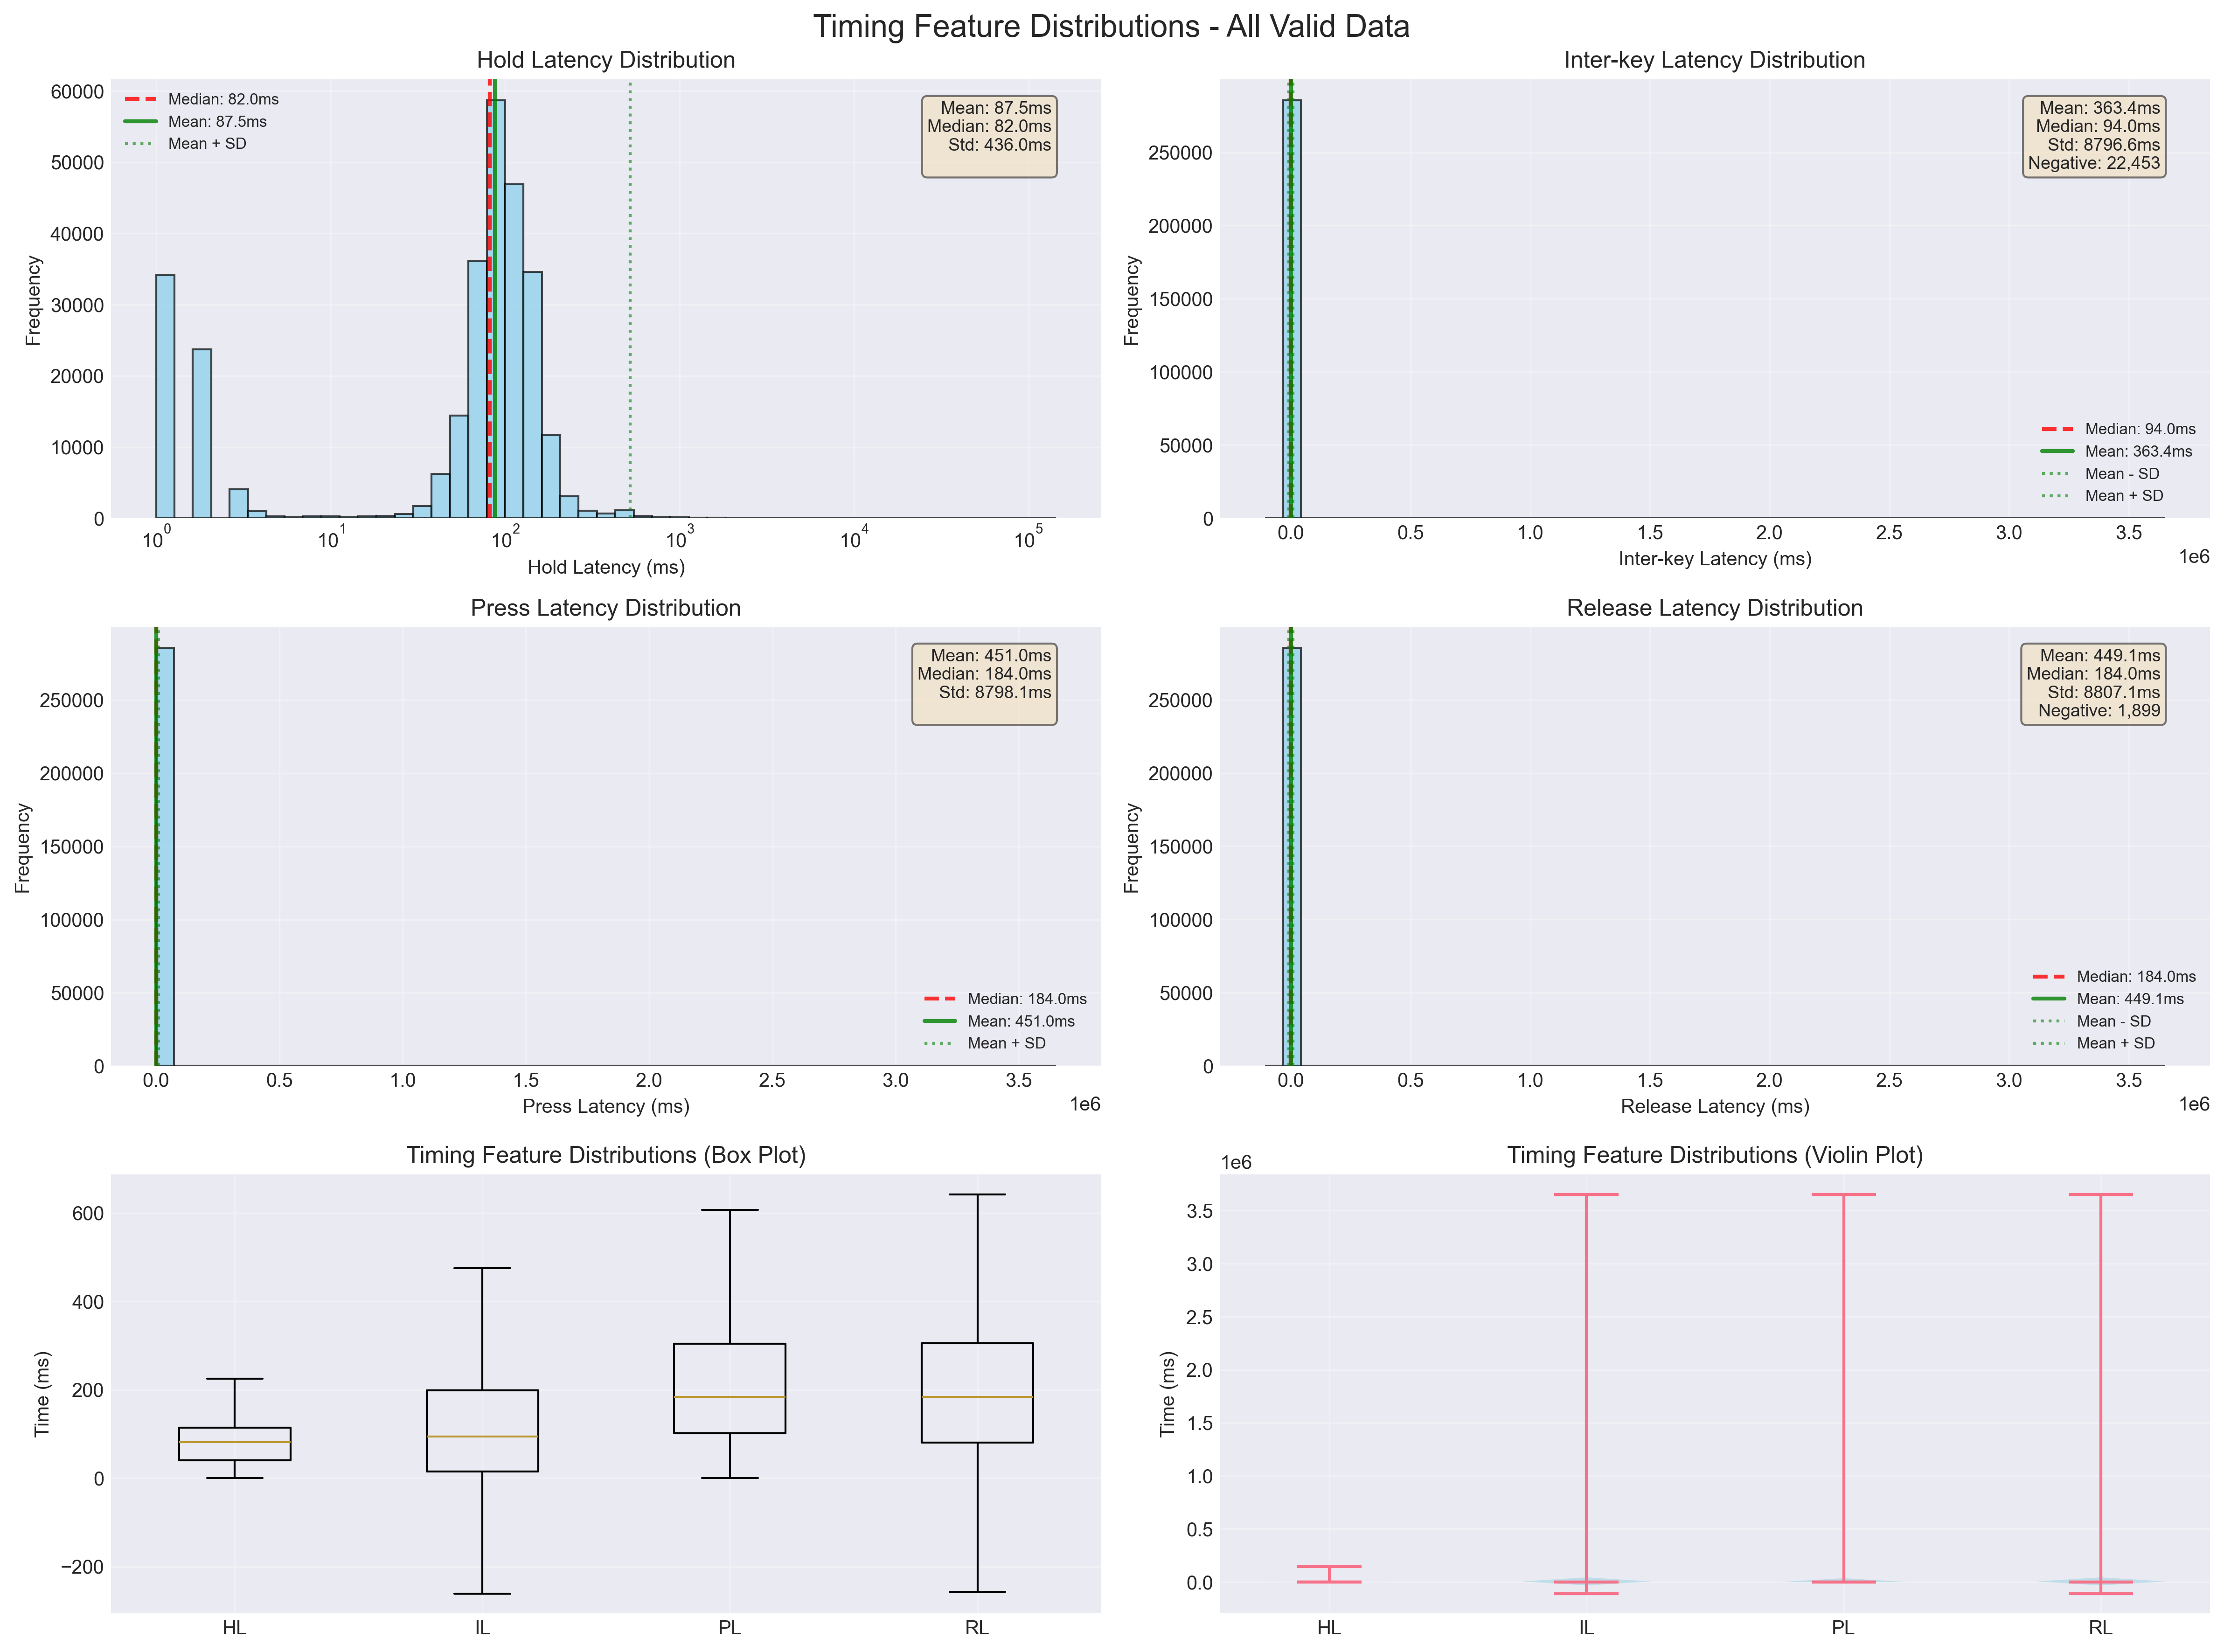 Timing Feature Distributions - All Valid Data
Hold Latency Distribution
60000
50000
40000
30000
20000
10000
0
Frequency
Median: 82.0ms
Mean: 87.5ms
Mean + SD
Mean: 87.5ms
Median: 82.0ms
Std: 436.0ms
10⁰ 10¹ 10² 10³ 10⁴ 10⁵
Hold Latency (ms)
Inter-key Latency Distribution
250000
200000
150000
100000
50000
0
Frequency
Mean: 363.4ms
Median: 94.0ms
Std: 8796.6ms
Negative: 22,453
Median: 94.0ms
Mean: 363.4ms
Mean - SD
Mean + SD
0.0 0.5 1.0 1.5 2.0 2.5 3.0 3.5
1e6
Inter-key Latency (ms)
Press Latency Distribution
250000
200000
150000
100000
50000
0
Frequency
Mean: 451.0ms
Median: 184.0ms
Std: 8798.1ms
Median: 184.0ms
Mean: 451.0ms
Mean + SD
0.0 0.5 1.0 1.5 2.0 2.5 3.0 3.5
1e6
Press Latency (ms)
Release Latency Distribution
250000
200000
150000
100000
50000
0
Frequency
Mean: 449.1ms
Median: 184.0ms
Std: 8807.1ms
Negative: 1,899
Median: 184.0ms
Mean: 449.1ms
Mean - SD
Mean + SD
0.0 0.5 1.0 1.5 2.0 2.5 3.0 3.5
1e6
Release Latency (ms)
Timing Feature Distributions (Box Plot)
600
400
200
0
−200
Time (ms)
HL IL PL RL
Timing Feature Distributions (Violin Plot)
1e6
3.5
3.0
2.5
2.0
1.5
1.0
0.5
0.0
Time (ms)
HL IL PL RL